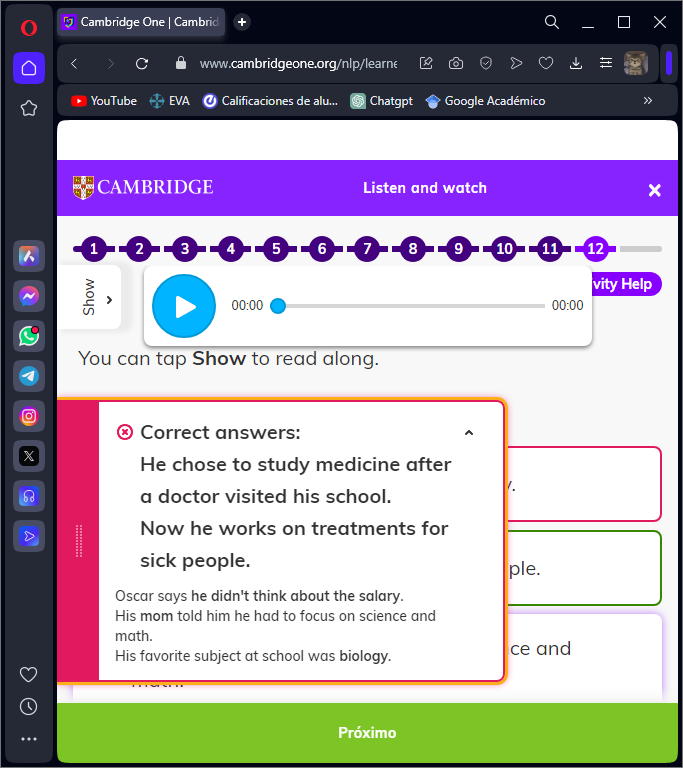 Cambridge One | Cambrid
www.cambridgeone.org/nlp/learne
YouTube
EVA
Calificaciones de alu...
Chatgpt
Google Académico
CAMBRIDGE
Listen and watch
1 2 3 4 5 6 7 8 9 10 11 12
Show
00:00
00:00
vity Help
You can tap Show to read along.
Correct answers:
He chose to study medicine after
a doctor visited his school.
Now he works on treatments for
sick people.
Oscar says he didn't think about the salary.
His mom told him he had to focus on science and
math.
His favorite subject at school was biology.
y.
ple.
nce and
Próximo